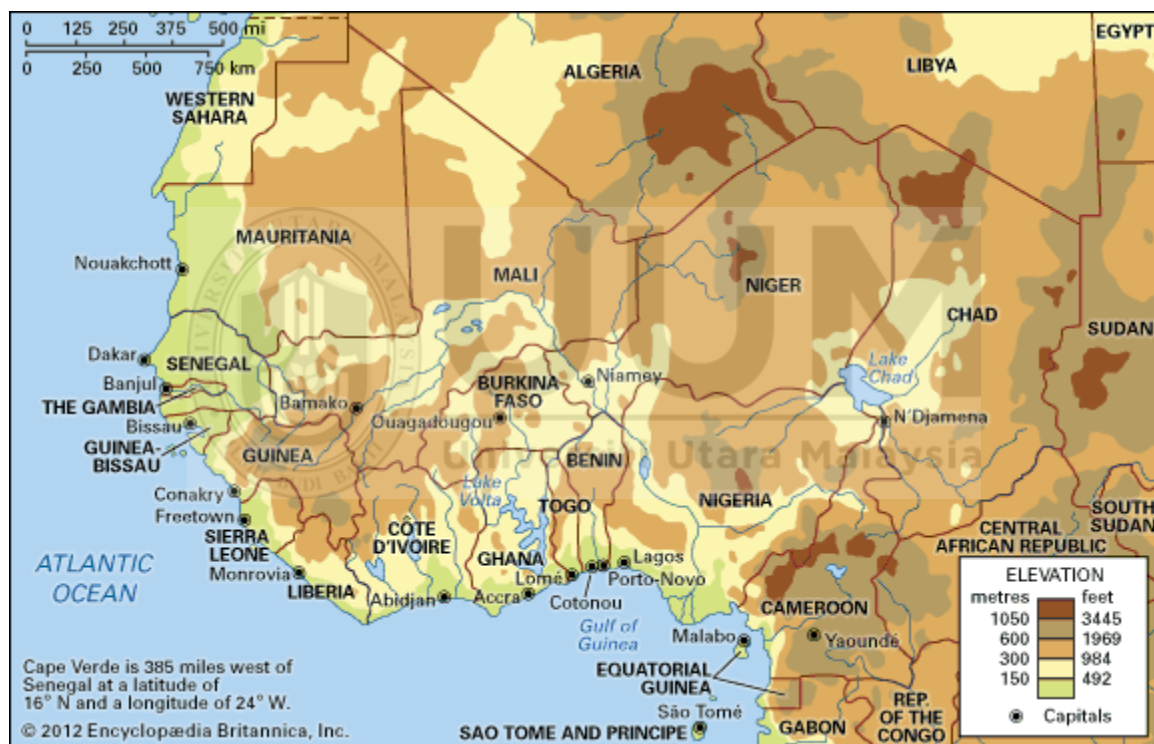 0 125 250 375 500 mi
0 250 500 750 km
EGYPT
ALGERIA
LIBYA
WESTERN
SAHARA
MAURITANIA
Nouakchott
MALI
NIGER
CHAD
SUDAN
Dakar
SENEGAL
Lake
Chad
Banjul
THE GAMBIA
Bamako
BURKINA
FASO
Niamey
Ouagadougou
N'Djamena
Bissau
GUINEA-
BISSAU
GUINEA
BENIN
Universiti Utara Malaysia
UUM
Conakry
Freetown
Lake
Volta
TOGO
NIGERIA
SIERRA
LEONE
CÔTE
D'IVOIRE
GHANA
CENTRAL
AFRICAN REPUBLIC
SOUTH
SUDAN
ATLANTIC
OCEAN
Monrovia
LIBERIA
Abidjan
Accra
Lomé
Lagos
Porto-Novo
Cotonou
Gulf of
Guinea
CAMEROON
Malabo
Yaoundé
EQUATORIAL
GUINEA
São Tomé
SAO TOME AND PRINCIPE
GABON
REP.
OF THE
CONGO
ELEVATION
metres feet
1050 3445
600 1969
300 984
150 492
Capitals
Cape Verde is 385 miles west of
Senegal at a latitude of
16° N and a longitude of 24° W.
© 2012 Encyclopædia Britannica, Inc.